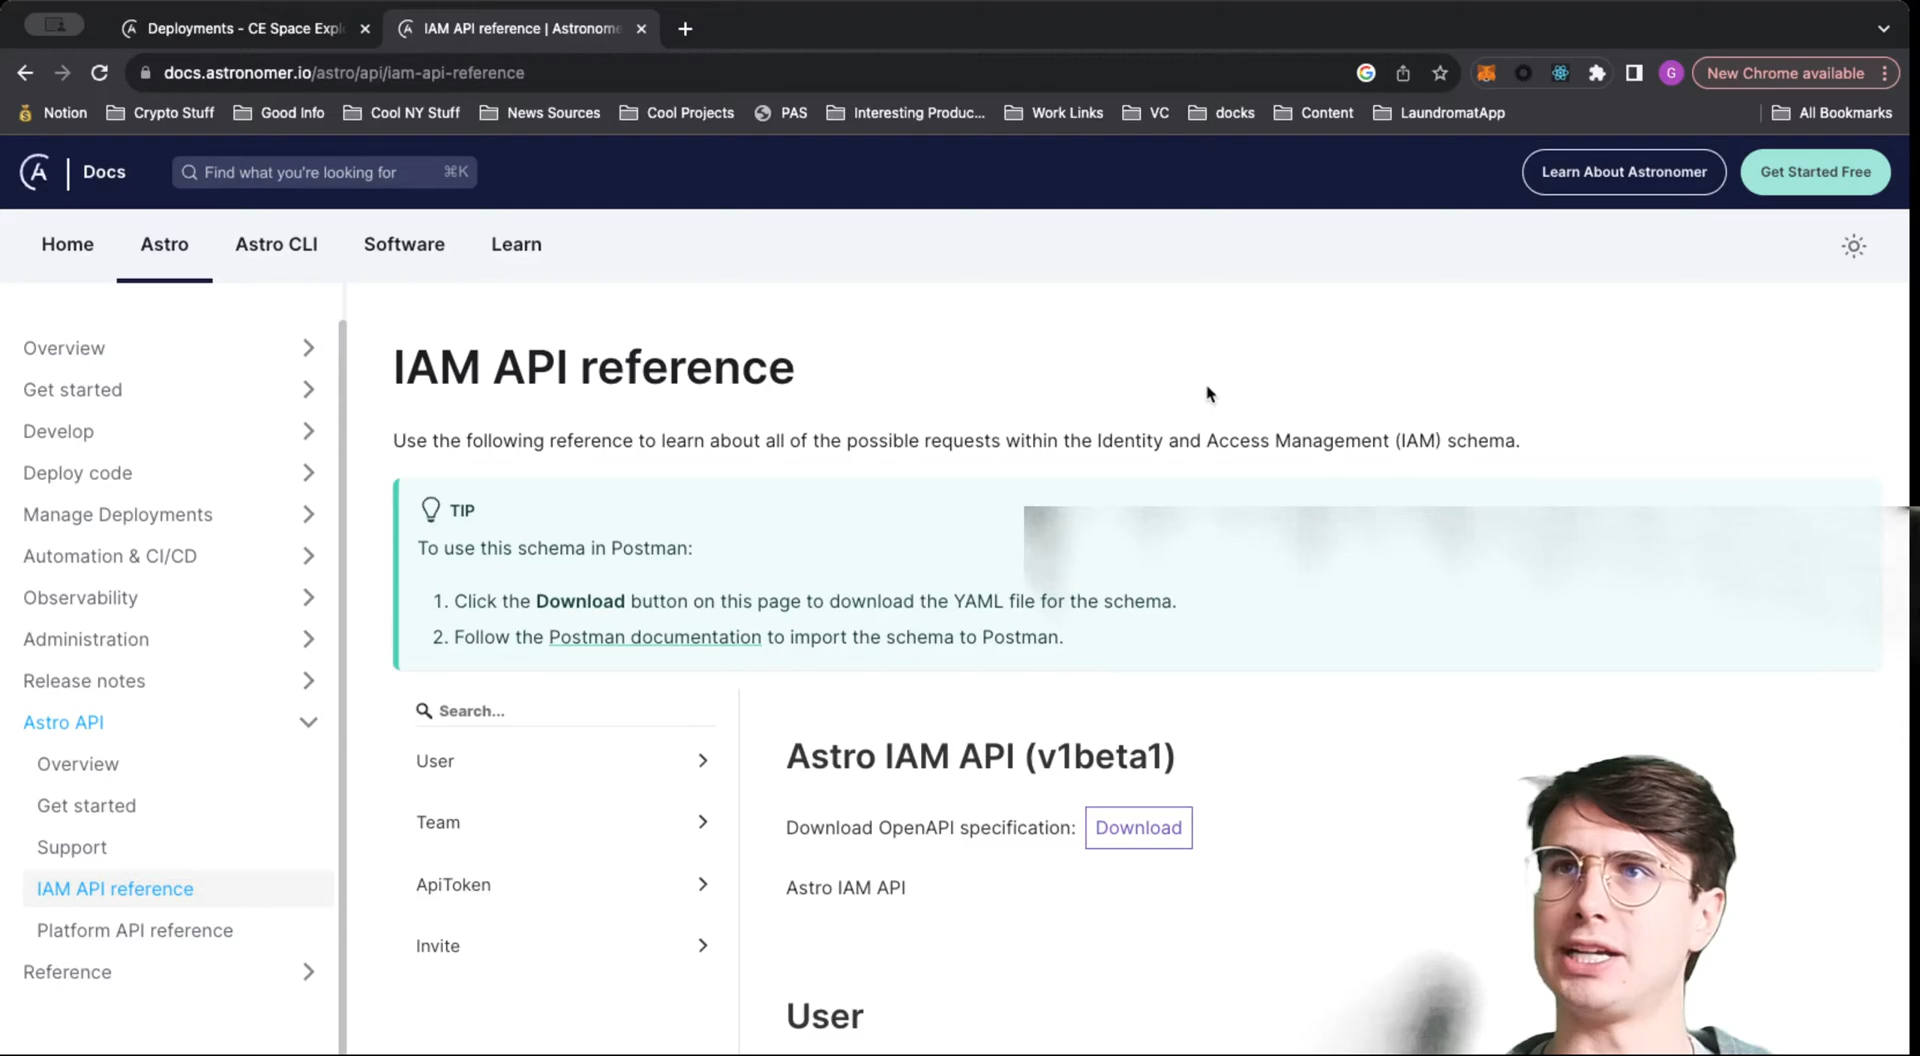 Deployments - CE Space Expl
IAM API reference | Astronome
docs.astronomer.io/astro/api/iam-api-reference
G
New Chrome available
Notion
Crypto Stuff
Good Info
Cool NY Stuff
News Sources
Cool Projects
PAS
Interesting Produc...
Work Links
VC
docks
Content
LaundromatApp
All Bookmarks
Docs
Find what you're looking for
⌘K
Learn About Astronomer
Get Started Free
Home
Astro
Astro CLI
Software
Learn
Overview
Get started
Develop
Deploy code
Manage Deployments
Automation & CI/CD
Observability
Administration
Release notes
Astro API
Overview
Get started
Support
IAM API reference
Platform API reference
Reference
IAM API reference
Use the following reference to learn about all of the possible requests within the Identity and Access Management (IAM) schema.
TIP
To use this schema in Postman:
1. Click the Download button on this page to download the YAML file for the schema.
2. Follow the Postman documentation to import the schema to Postman.
Search...
User
Team
ApiToken
Invite
Astro IAM API (v1beta1)
Download OpenAPI specification: Download
Astro IAM API
User